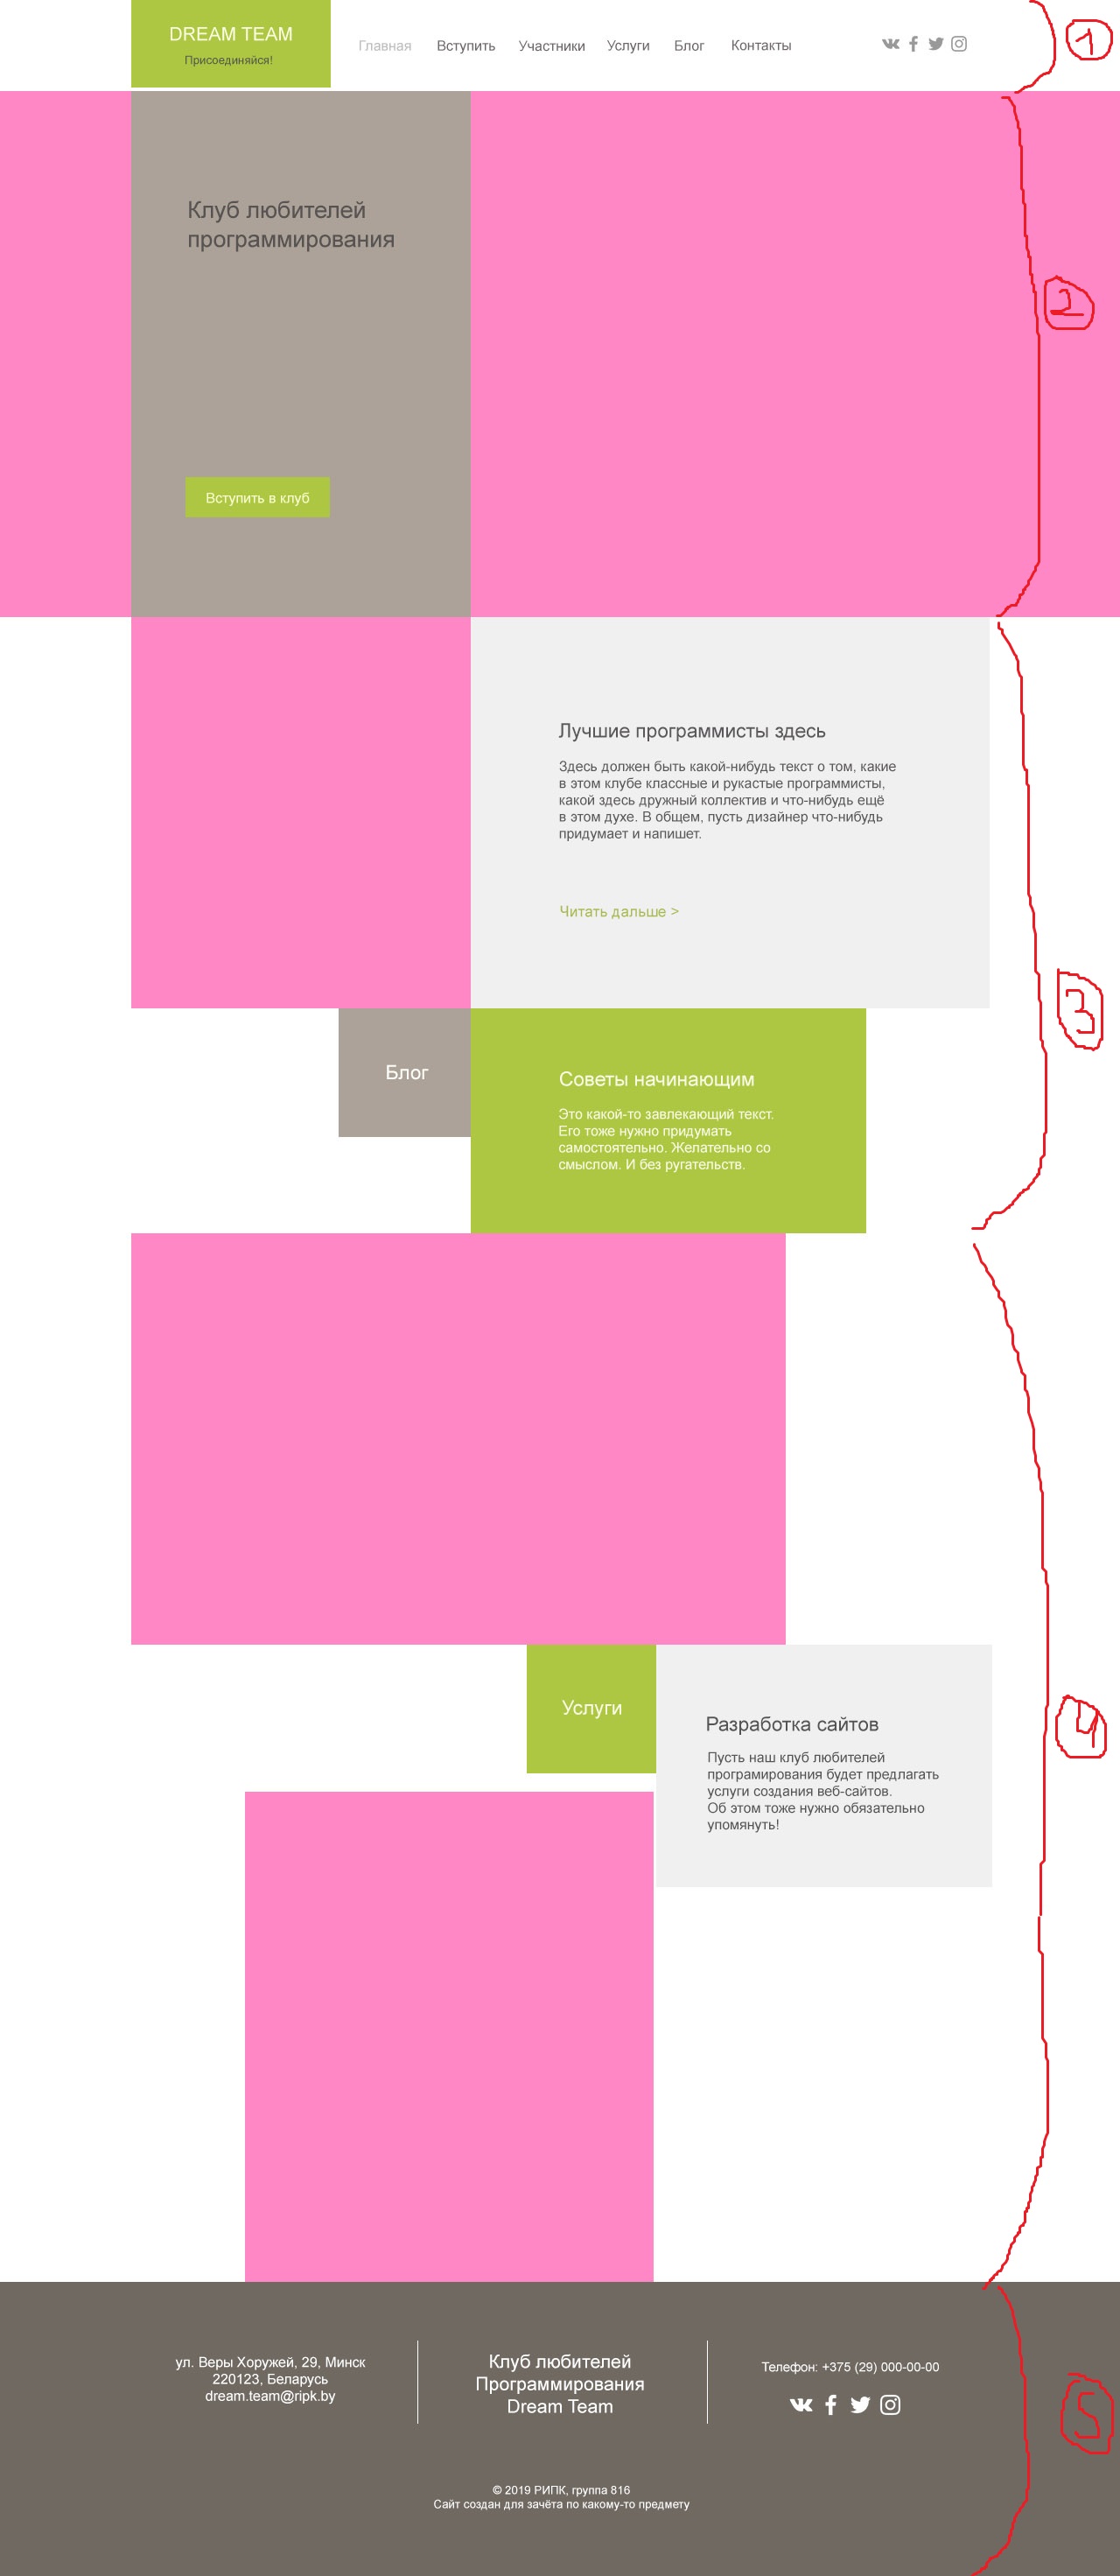 DREAM TEAM
Присоединяйся!
Главная Вступить Участники Услуги Блог Контакты
1
Клуб любителей
программирования
2
Вступить в клуб
Лучшие программисты здесь
Здесь должен быть какой-нибудь текст о том, какие
в этом клубе классные и рукастые программисты,
какой здесь дружный коллектив и что-нибудь ещё
в этом духе. В общем, пусть дизайнер что-нибудь
придумает и напишет.
Читать дальше >
3
Блог
Советы начинающим
Это какой-то завлекающий текст.
Его тоже нужно придумать
самостоятельно. Желательно со
смыслом. И без ругательств.
Услуги
Разработка сайтов
Пусть наш клуб любителей
програмирования будет предлагать
услуги создания веб-сайтов.
Об этом тоже нужно обязательно
упомянуть!
4
ул. Веры Хоружей, 29, Минск
220123, Беларусь
dream.team@ripk.by
Клуб любителей
Программирования
Dream Team
Телефон: +375 (29) 000-00-00
5
© 2019 РИПК, группа 816
Сайт создан для зачёта по какому-то предмету